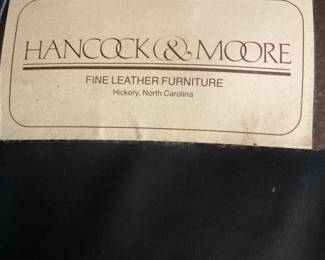 HANCOCK & MOORE
FINE LEATHER FURNITURE
Hickory, North Carolina